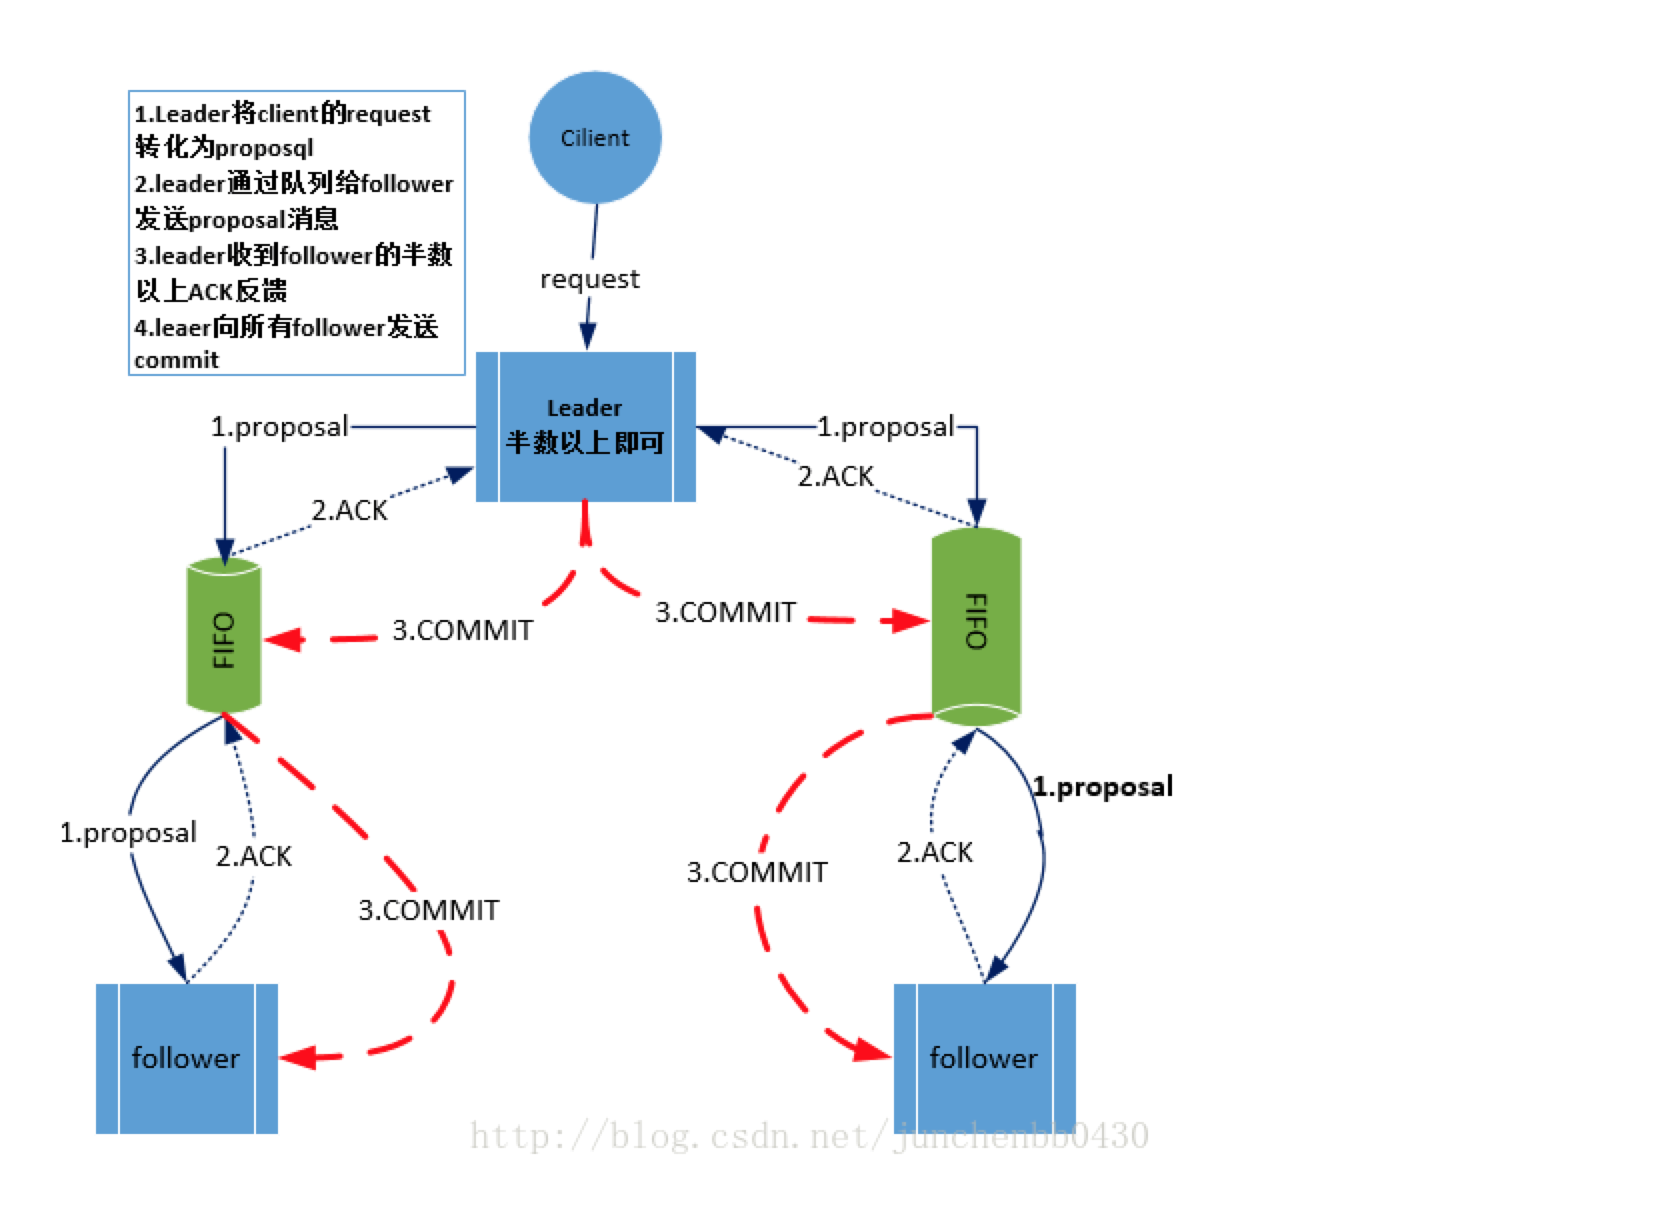 1.Leader将client的request
转化为proposql
2.leader通过队列给follower
发送proposal消息
3.leader收到follower的半数
以上ACK反馈
4.leaer向所有follower发送
commit
Cilient
request
Leader
半数以上即可
1.proposal
1.proposal
2.ACK
2.ACK
FIFO
FIFO
3.COMMIT
3.COMMIT
1.proposal
1.proposal
2.ACK
2.ACK
3.COMMIT
3.COMMIT
follower
follower
http://blog.csdn.net/junchenbb0430